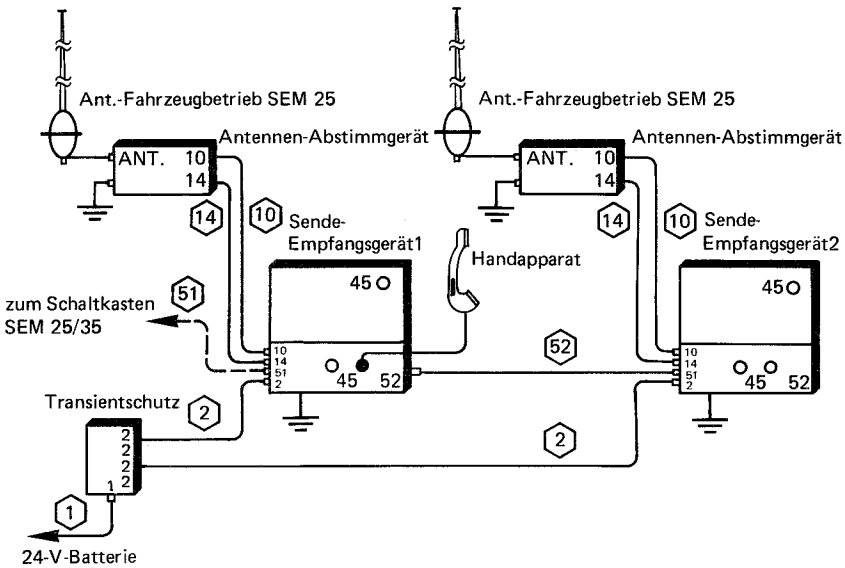 Ant.-Fahrzeugbetrieb SEM 25
Ant.-Fahrzeugbetrieb SEM 25
Antennen-Abstimmgerät
Antennen-Abstimmgerät
ANT. 10
14
ANT. 10
14
14
10
14
10
Sende-
Empfangsgerät1
Sende-
Empfangsgerät2
Handapparat
45
45
zum Schaltkasten
SEM 25/35
51
52
10
14
51
2
45 52
10
14
51
2
45 52
Transientschutz
2
2
2
2
2
2
1
1
24-V-Batterie